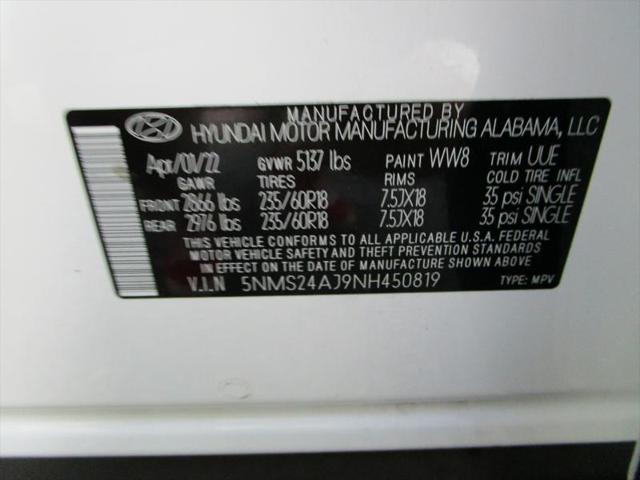 MANUFACTURED BY
HYUNDAI MOTOR MANUFACTURING ALABAMA, LLC
Apr/01/22 GVWR 5137 lbs PAINT WW8 TRIM UUE
GAWR TIRES RIMS COLD TIRE INFL
FRONT 2866 lbs 235/60R18 7.5JX18 35 psi SINGLE
REAR 2976 lbs 235/60R18 7.5JX18 35 psi SINGLE
THIS VEHICLE CONFORMS TO ALL APPLICABLE U.S.A. FEDERAL
MOTOR VEHICLE SAFETY AND THEFT PREVENTION STANDARDS
IN EFFECT ON THE DATE OF MANUFACTURE SHOWN ABOVE.
V.I.N 5NMS24AJ9NH450819 TYPE: MPV